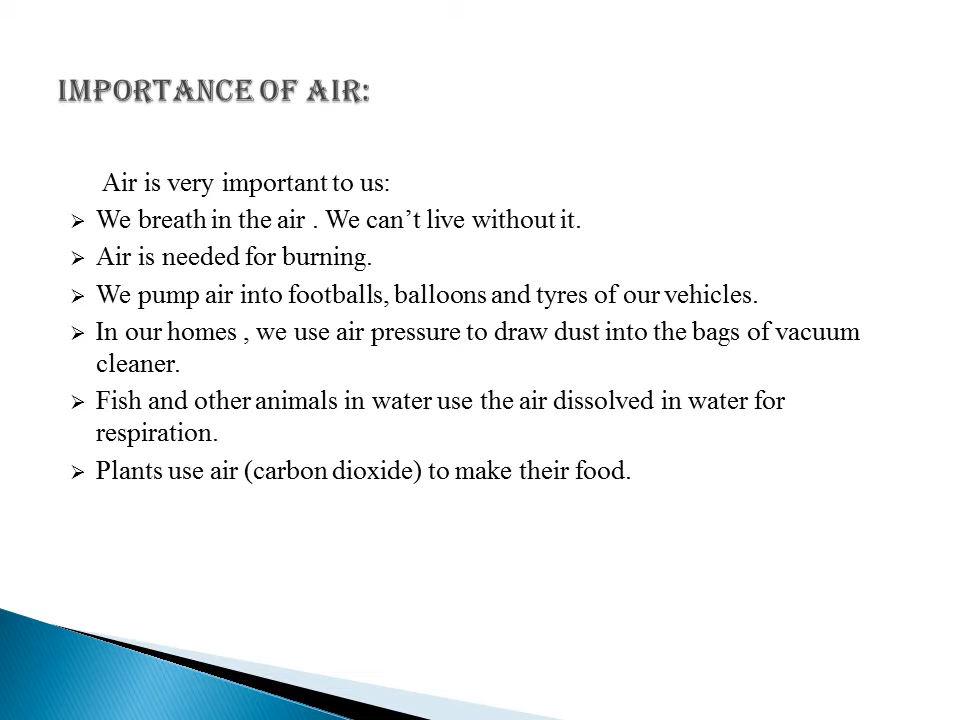 IMPORTANCE OF AIR:
Air is very important to us:
➢ We breath in the air . We can’t live without it.
➢ Air is needed for burning.
➢ We pump air into footballs, balloons and tyres of our vehicles.
➢ In our homes , we use air pressure to draw dust into the bags of vacuum
cleaner.
➢ Fish and other animals in water use the air dissolved in water for
respiration.
➢ Plants use air (carbon dioxide) to make their food.